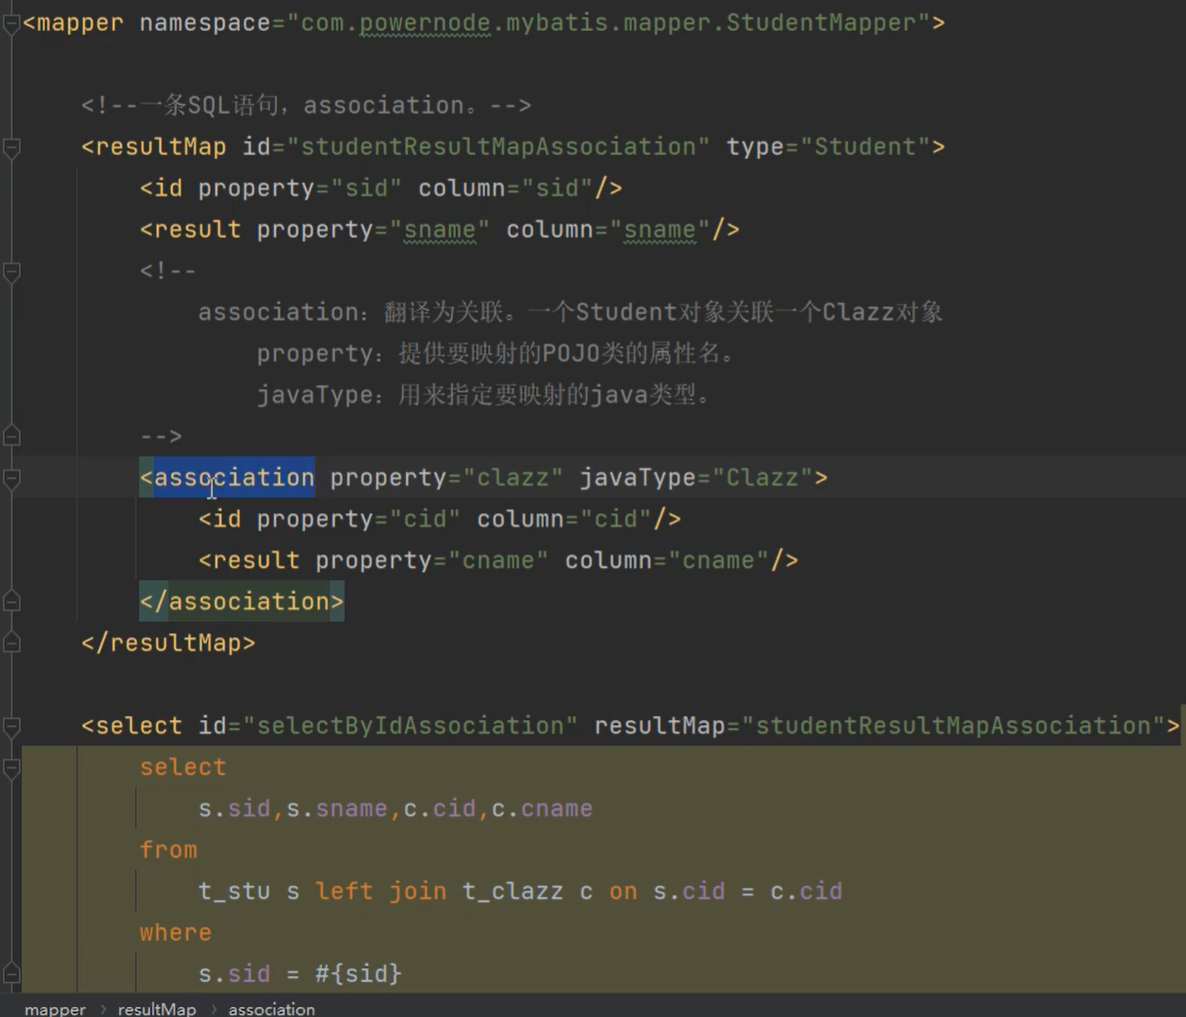 <mapper namespace="com.powernode.mybatis.mapper.StudentMapper">
<!--一条SQL语句，association。-->
<resultMap id="studentResultMapAssociation" type="Student">
<id property="sid" column="sid"/>
<result property="sname" column="sname"/>
<!--
association：翻译为关联。一个Student对象关联一个Clazz对象
property：提供要映射的POJO类的属性名。
javaType：用来指定要映射的java类型。
-->
<association property="clazz" javaType="Clazz">
<id property="cid" column="cid"/>
<result property="cname" column="cname"/>
</association>
</resultMap>
<select id="selectByIdAssociation" resultMap="studentResultMapAssociation">
select
s.sid,s.sname,c.cid,c.cname
from
t_stu s left join t_clazz c on s.cid = c.cid
where
s.sid = #{sid}
mapper › resultMap › association